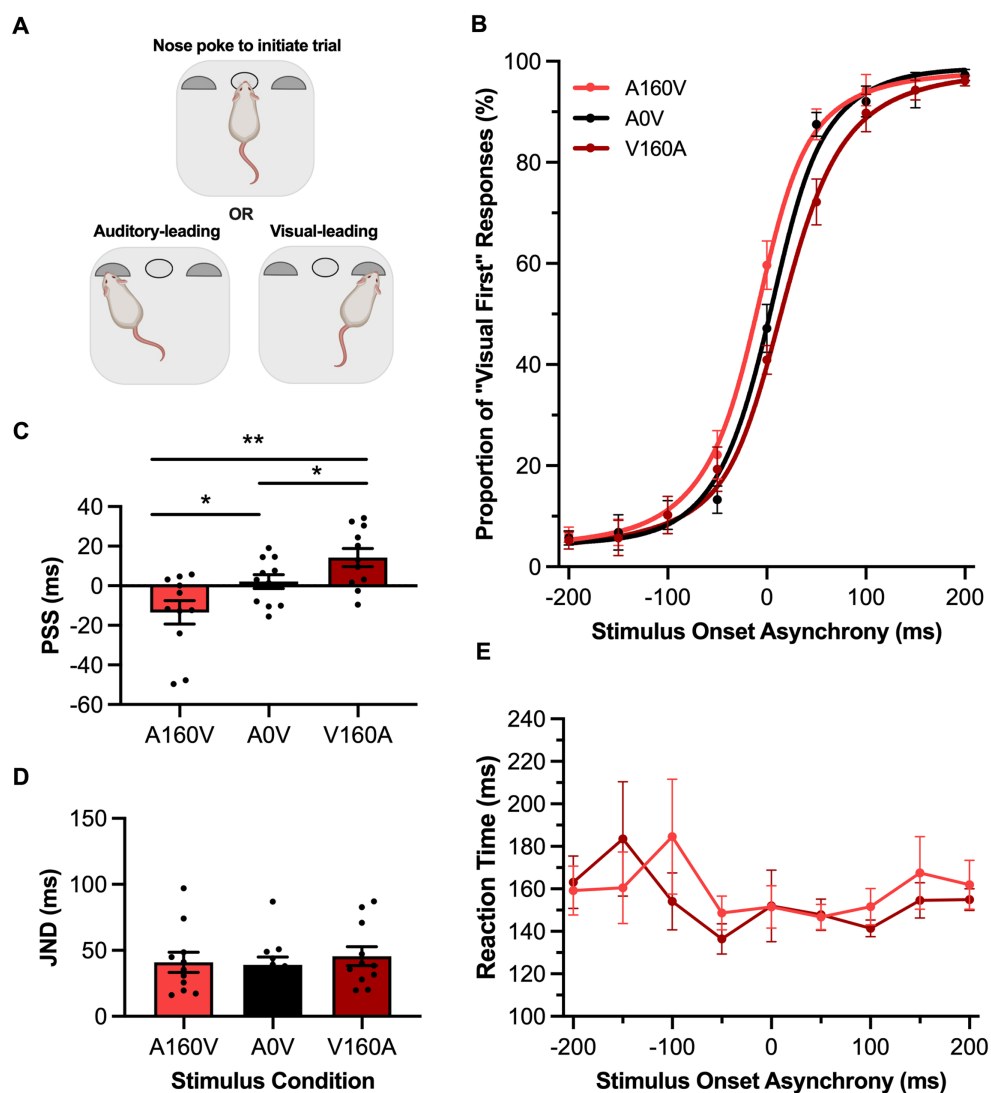 A
Nose poke to initiate trial
OR
Auditory-leading
Visual-leading
B
Proportion of "Visual First" Responses (%)
100
80
60
40
20
0
A160V
A0V
V160A
-200
-100
0
100
200
Stimulus Onset Asynchrony (ms)
C
**
*
*
PSS (ms)
40
20
0
-20
-40
-60
A160V
A0V
V160A
D
JND (ms)
150
100
50
0
A160V
A0V
V160A
Stimulus Condition
E
Reaction Time (ms)
240
220
200
180
160
140
120
100
-200
-100
0
100
200
Stimulus Onset Asynchrony (ms)